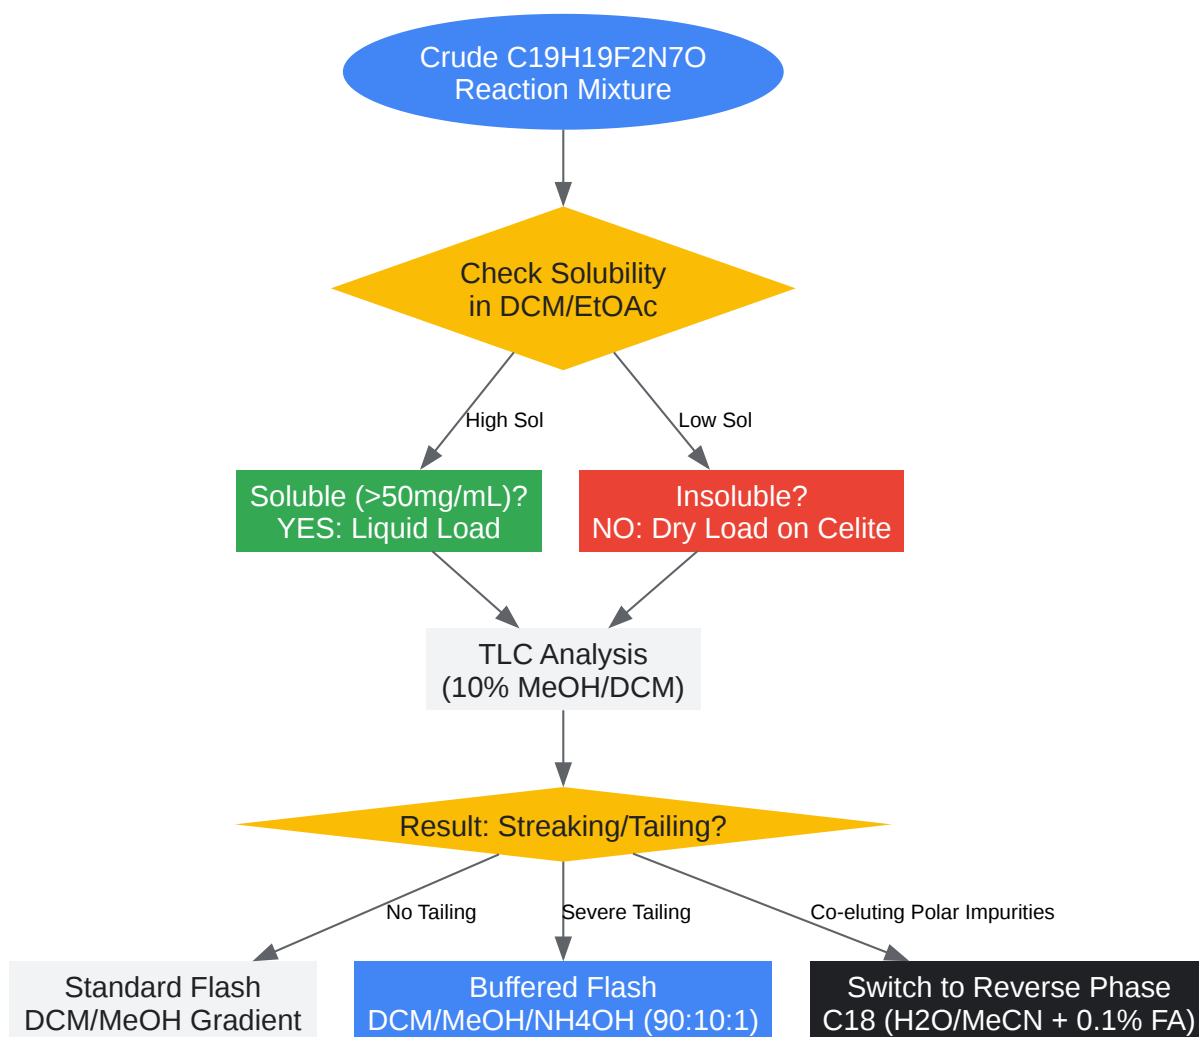 Crude C19H19F2N7O
Reaction Mixture
Check Solubility
in DCM/EtOAc
High Sol
Low Sol
Soluble (>50mg/mL)?
YES: Liquid Load
Insoluble?
NO: Dry Load on Celite
TLC Analysis
(10% MeOH/DCM)
Result: Streaking/Tailing?
No Tailing
Severe Tailing
Co-eluting Polar Impurities
Standard Flash
DCM/MeOH Gradient
Buffered Flash
DCM/MeOH/NH4OH (90:10:1)
Switch to Reverse Phase
C18 (H2O/MeCN + 0.1% FA)